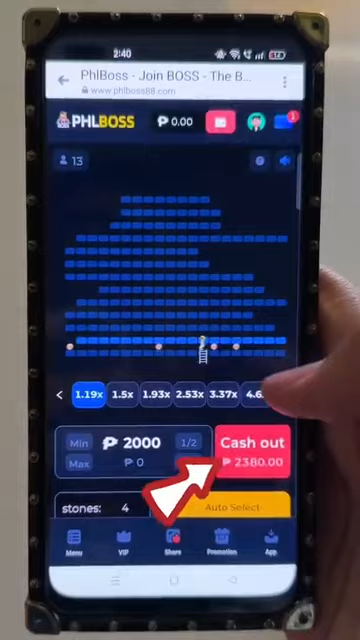 2:40
PhlBoss - Join BOSS - The B...
www.phlboss88.com
PHLBOSS
₱ 0.00
1
13
< 1.19x 1.5x 1.93x 2.53x 3.37x
Min ₱ 2000 1/2
Max ₱ 0
Cash out
₱ 2380.00
stones: 4 Auto Select
Menu VIP Share Promotion App